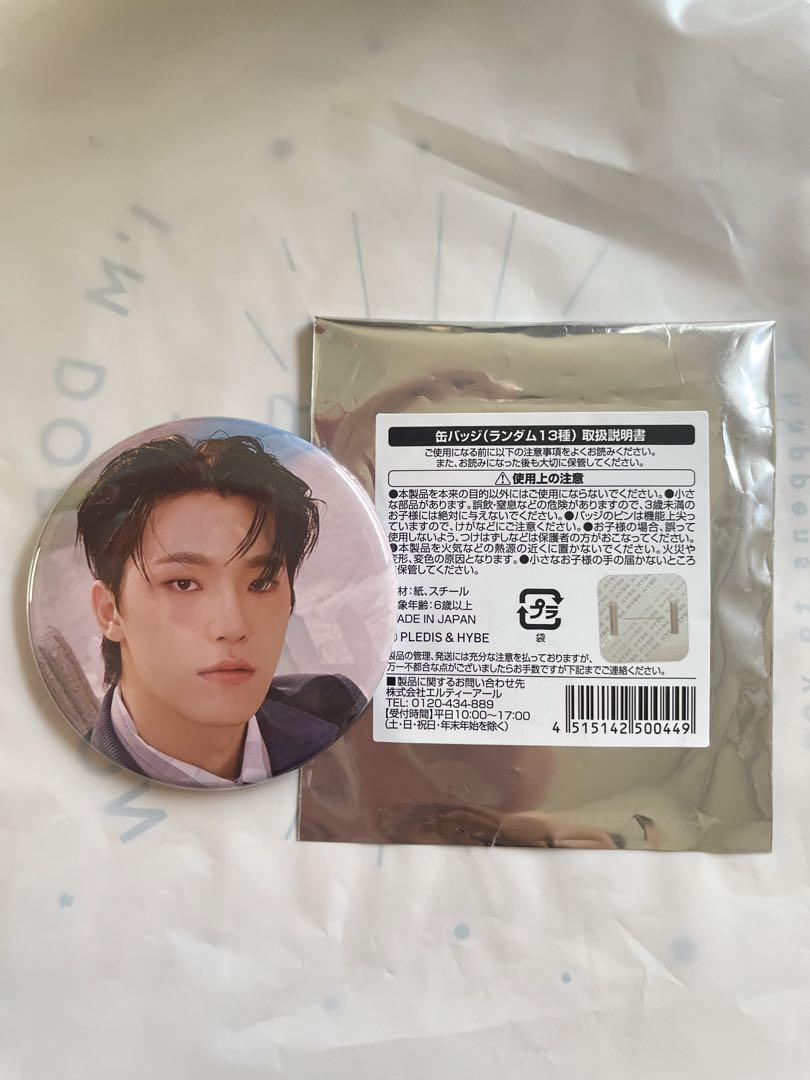 缶バッジ(ランダム13種) 取扱説明書
ご使用になる前に以下の注意事項をよくお読みください。
また、お読みになった後も大切に保管してください。
⚠使用上の注意
●本製品を本来の目的以外にはご使用にならないでください。●小さ
な部品があります。誤飲・窒息などの危険がありますので、3歳未満の
お子様には絶対に与えないでください。●バッジのピンは機能上尖っ
ていますので、けがなどにご注意ください。●お子様の場合、誤って
使用しないよう、つけはずしなどは保護者の方がおこなってください。
●本製品を火気などの熱源の近くに置かないでください。火災や
変形、変色の原因となります。●小さなお子様の手の届かないところ
で保管してください。
材:紙、スチール
象年齢:6歳以上
MADE IN JAPAN
© PLEDIS & HYBE
プラ
袋
HYBE
製品の管理、発送には充分な注意を払っておりますが、
万一不都合な点がございましたらお手数ですが下記までご連絡ください。
■製品に関するお問い合わせ先
株式会社エルティーアール
TEL: 0120-434-889
【受付時間】平日10:00〜17:00
(土・日・祝日・年末年始を除く)
4 515142 500449
I'M DO